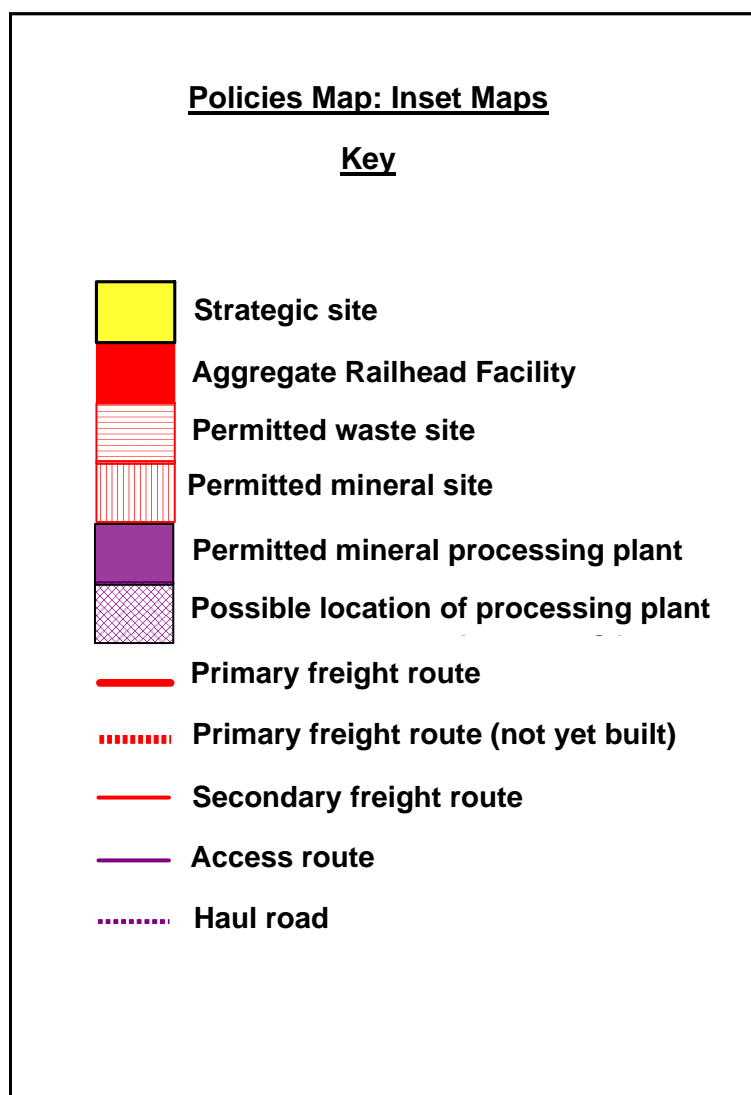 Policies Map: Inset Maps
Key
Strategic site
Aggregate Railhead Facility
Permitted waste site
Permitted mineral site
Permitted mineral processing plant
Possible location of processing plant
Primary freight route
Primary freight route (not yet built)
Secondary freight route
Access route
Haul road